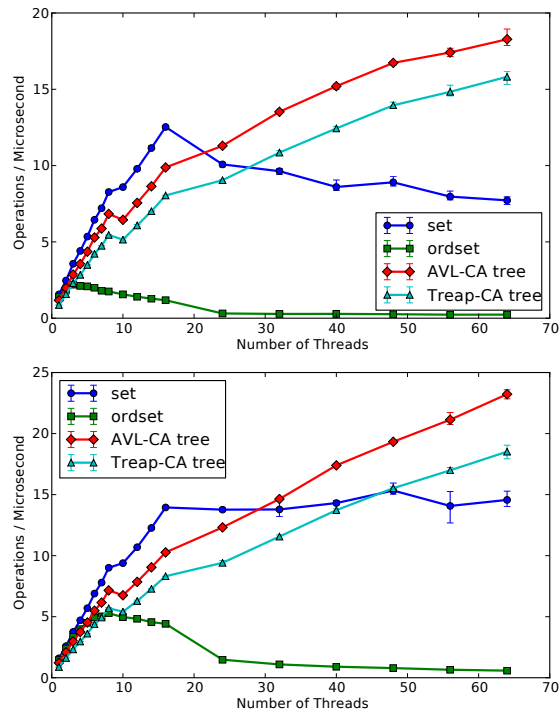 20
15
10
5
0
Operations / Microsecond
set
ordset
AVL-CA tree
Treap-CA tree
0 10 20 30 40 50 60 70
Number of Threads
25
20
15
10
5
0
Operations / Microsecond
set
ordset
AVL-CA tree
Treap-CA tree
0 10 20 30 40 50 60 70
Number of Threads